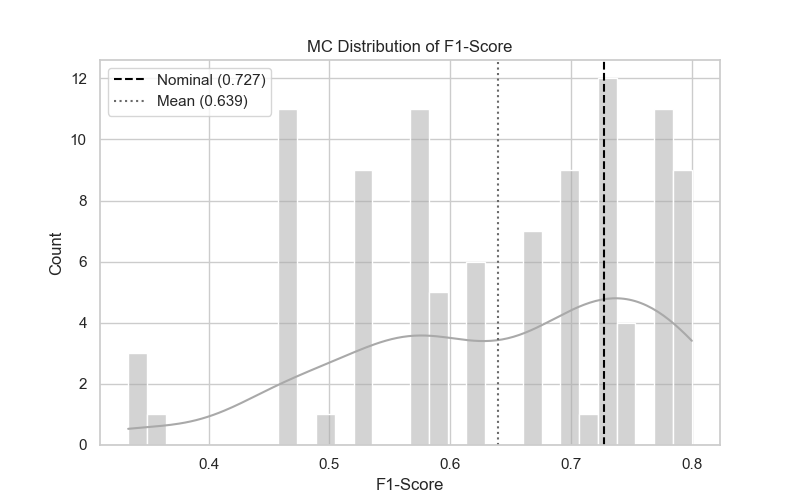 MC Distribution of F1-Score
Nominal (0.727)
Mean (0.639)
12
10
8
6
4
2
0
Count
0.4 0.5 0.6 0.7 0.8
F1-Score